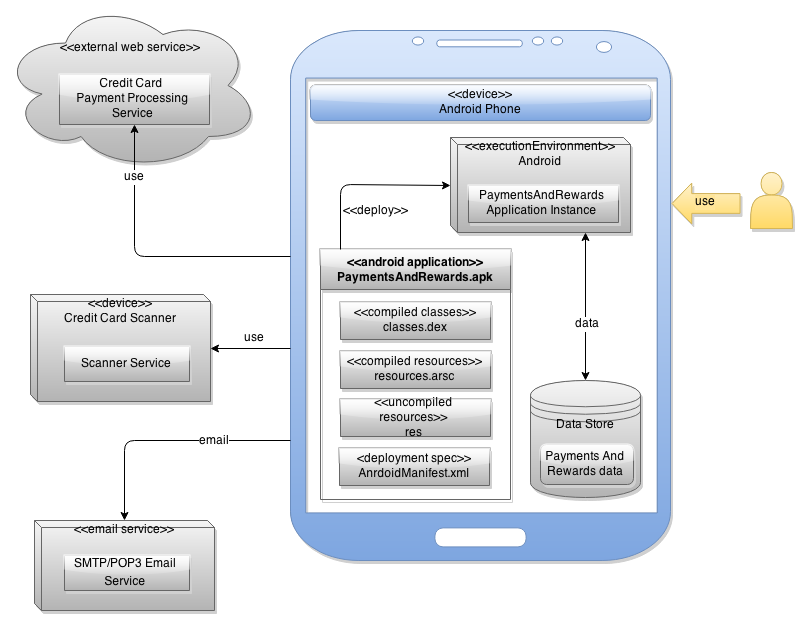 <<external web service>>
Credit Card
Payment Processing
Service
use
<<device>>
Credit Card Scanner
Scanner Service
use
email
<<email service>>
SMTP/POP3 Email
Service
<<device>>
Android Phone
<<executionEnvironment>>
Android
PaymentsAndRewards
Application Instance
<<deploy>>
<<android application>>
PaymentsAndRewards.apk
<<compiled classes>>
classes.dex
<<compiled resources>>
resources.arsc
<<uncompiled
resources>>
res
<deployment spec>>
AnrdoidManifest.xml
data
Data Store
Payments And
Rewards data
use